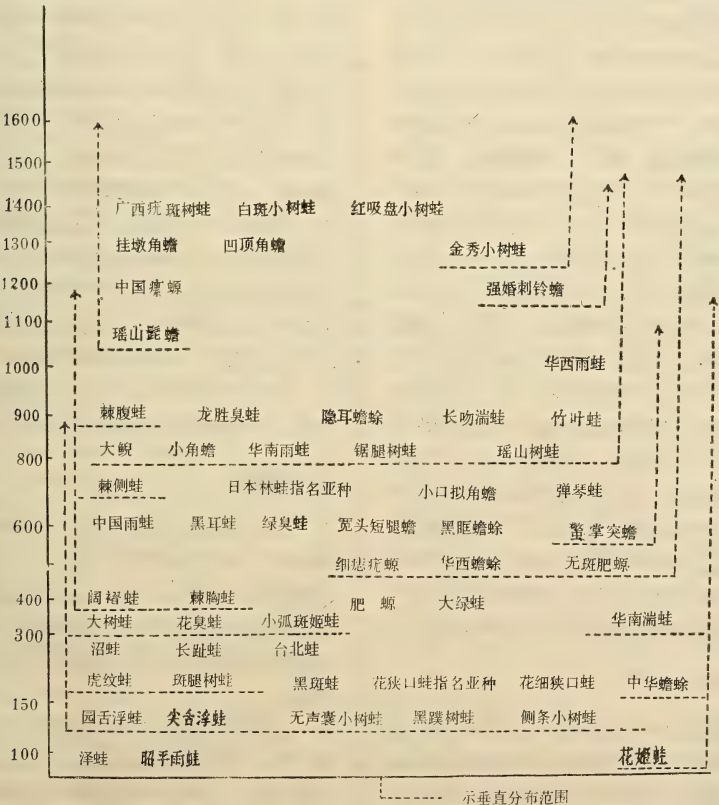 1600
1500
1400 广西疣斑树蛙 白斑小树蛙 红吸盘小树蛙
1300 挂墩角蟾 凹顶角蟾 金秀小树蛙
1200 中国瘰螈 强婚刺铃蟾
1100 瑶山髭蟾
1000 华西雨蛙
900 棘腹蛙 龙胜臭蛙 隐耳蟾蜍 长吻湍蛙 竹叶蛙
800 大鲵 小角蟾 华南雨蛙 锯腿树蛙 瑶山树蛙
棘侧蛙 日本林蛙指名亚种 小口拟角蟾 弹琴蛙
600 中国雨蛙 黑耳蛙 绿臭蛙 宽头短腿蟾 黑眶蟾蜍 蟼掌突蟾
细痣疣螈 华西蟾蜍 无斑肥螈
400 阔褶蛙 棘胸蛙 肥螈 大绿蛙
300 大树蛙 花臭蛙 小弧斑姬蛙 华南湍蛙
沼蛙 长趾蛙 台北蛙
虎纹蛙 斑腿树蛙 黑斑蛙 花狭口蛙指名亚种 花细狭口蛙 中华蟾蜍
150 园舌浮蛙 尖舌浮蛙 无声囊小树蛙 黑蹼树蛙 侧条小树蛙
100 泽蛙 昭平雨蛙 花姬蛙
示垂直分布范围